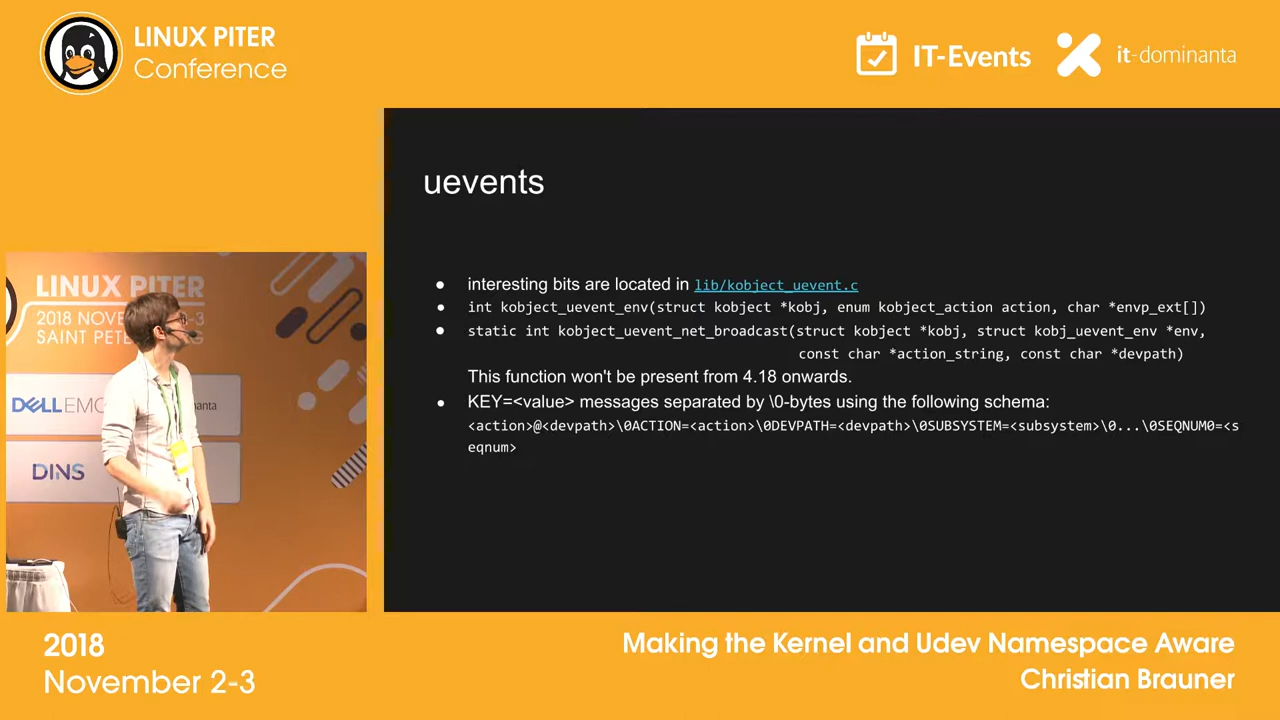 LINUX PITER
Conference
IT-Events
it-dominanta
uevents
● interesting bits are located in lib/kobject_uevent.c
● int kobject_uevent_env(struct kobject *kobj, enum kobject_action action, char *envp_ext[])
● static int kobject_uevent_net_broadcast(struct kobject *kobj, struct kobj_uevent_env *env,
const char *action_string, const char *devpath)
This function won't be present from 4.18 onwards.
● KEY=<value> messages separated by \0-bytes using the following schema:
<action>@<devpath>\0ACTION=<action>\0DEVPATH=<devpath>\0SUBSYSTEM=<subsystem>\0...\0SEQNUM0=<s
eqnum>
LINUX PITER
2018 NOV -3
SAINT PET
DELL EMC
nanta
DINS
2018
November 2-3
Making the Kernel and Udev Namespace Aware
Christian Brauner